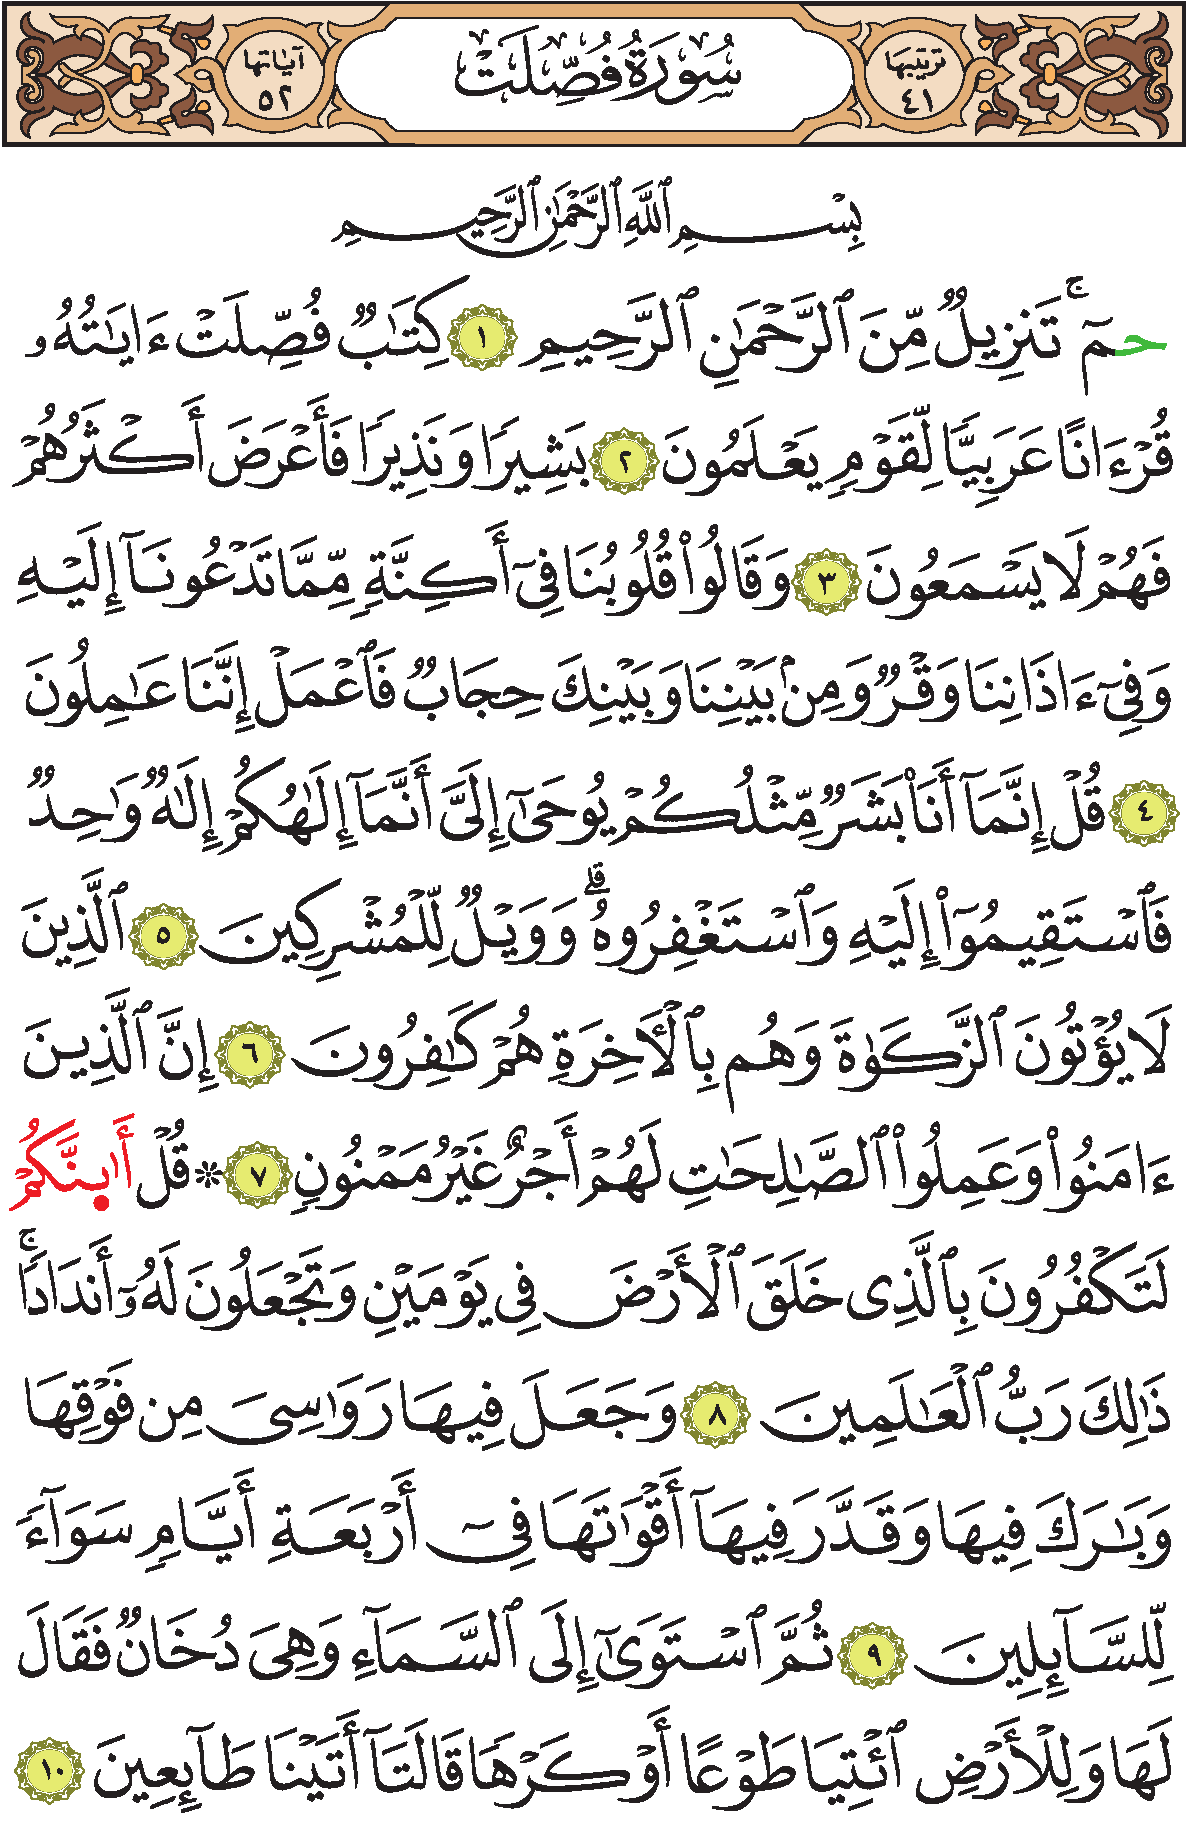 ترتيبها ٤١
سُورَةُ فُصِّلَتْ
آيَاتها ٥٢
بِسْمِ ٱللَّهِ ٱلرَّحْمَٰنِ ٱلرَّحِيمِ
حمٓ ۚ تَنزِيلٌ مِّنَ ٱلرَّحْمَٰنِ ٱلرَّحِيمِ ١ كِتَٰبٌ فُصِّلَتْ ءَايَٰتُهُۥ
قُرْءَانًا عَرَبِيًّا لِّقَوْمٍ يَعْلَمُونَ ٢ بَشِيرًا وَنَذِيرًا فَأَعْرَضَ أَكْثَرُهُمْ
فَهُمْ لَا يَسْمَعُونَ ٣ وَقَالُوا۟ قُلُوبُنَا فِىٓ أَكِنَّةٍ مِّمَّا تَدْعُونَآ إِلَيْهِ
وَفِىٓ ءَاذَانِنَا وَقْرٌ وَمِنۢ بَيْنِنَا وَبَيْنِكَ حِجَابٌ فَٱعْمَلْ إِنَّنَا عَٰمِلُونَ
٤ قُلْ إِنَّمَآ أَنَا۠ بَشَرٌ مِّثْلُكُمْ يُوحَىٰٓ إِلَىَّ أَنَّمَآ إِلَٰهُكُمْ إِلَٰهٌ وَٰحِدٌ
فَٱسْتَقِيمُوٓا۟ إِلَيْهِ وَٱسْتَغْفِرُوهُ ۗ وَوَيْلٌ لِّلْمُشْرِكِينَ ٥ ٱلَّذِينَ
لَا يُؤْتُونَ ٱلزَّكَوٰةَ وَهُم بِٱلْأَخِرَةِ هُمْ كَٰفِرُونَ ٦ إِنَّ ٱلَّذِينَ
ءَامَنُوا۟ وَعَمِلُوا۟ ٱلصَّٰلِحَٰتِ لَهُمْ أَجْرٌ غَيْرُ مَمْنُونٍ ٧ ۞ قُلْ أَا۬نَّكُمْ
لَتَكْفُرُونَ بِٱلَّذِى خَلَقَ ٱلْأَرْضَ فِى يَوْمَيْنِ وَتَجْعَلُونَ لَهُۥٓ أَندَادًا ۚ
ذَٰلِكَ رَبُّ ٱلْعَٰلَمِينَ ٨ وَجَعَلَ فِيهَا رَوَٰسِىَ مِن فَوْقِهَا
وَبَٰرَكَ فِيهَا وَقَدَّرَ فِيهَآ أَقْوَٰتَهَا فِىٓ أَرْبَعَةِ أَيَّامٍ سَوَآءً
لِّلسَّآئِلِينَ ٩ ثُمَّ ٱسْتَوَىٰٓ إِلَى ٱلسَّمَآءِ وَهِىَ دُخَانٌ فَقَالَ
لَهَا وَلِلْأَرْضِ ٱئْتِيَا طَوْعًا أَوْ كَرْهًا قَالَتَآ أَتَيْنَا طَآئِعِينَ ١٠